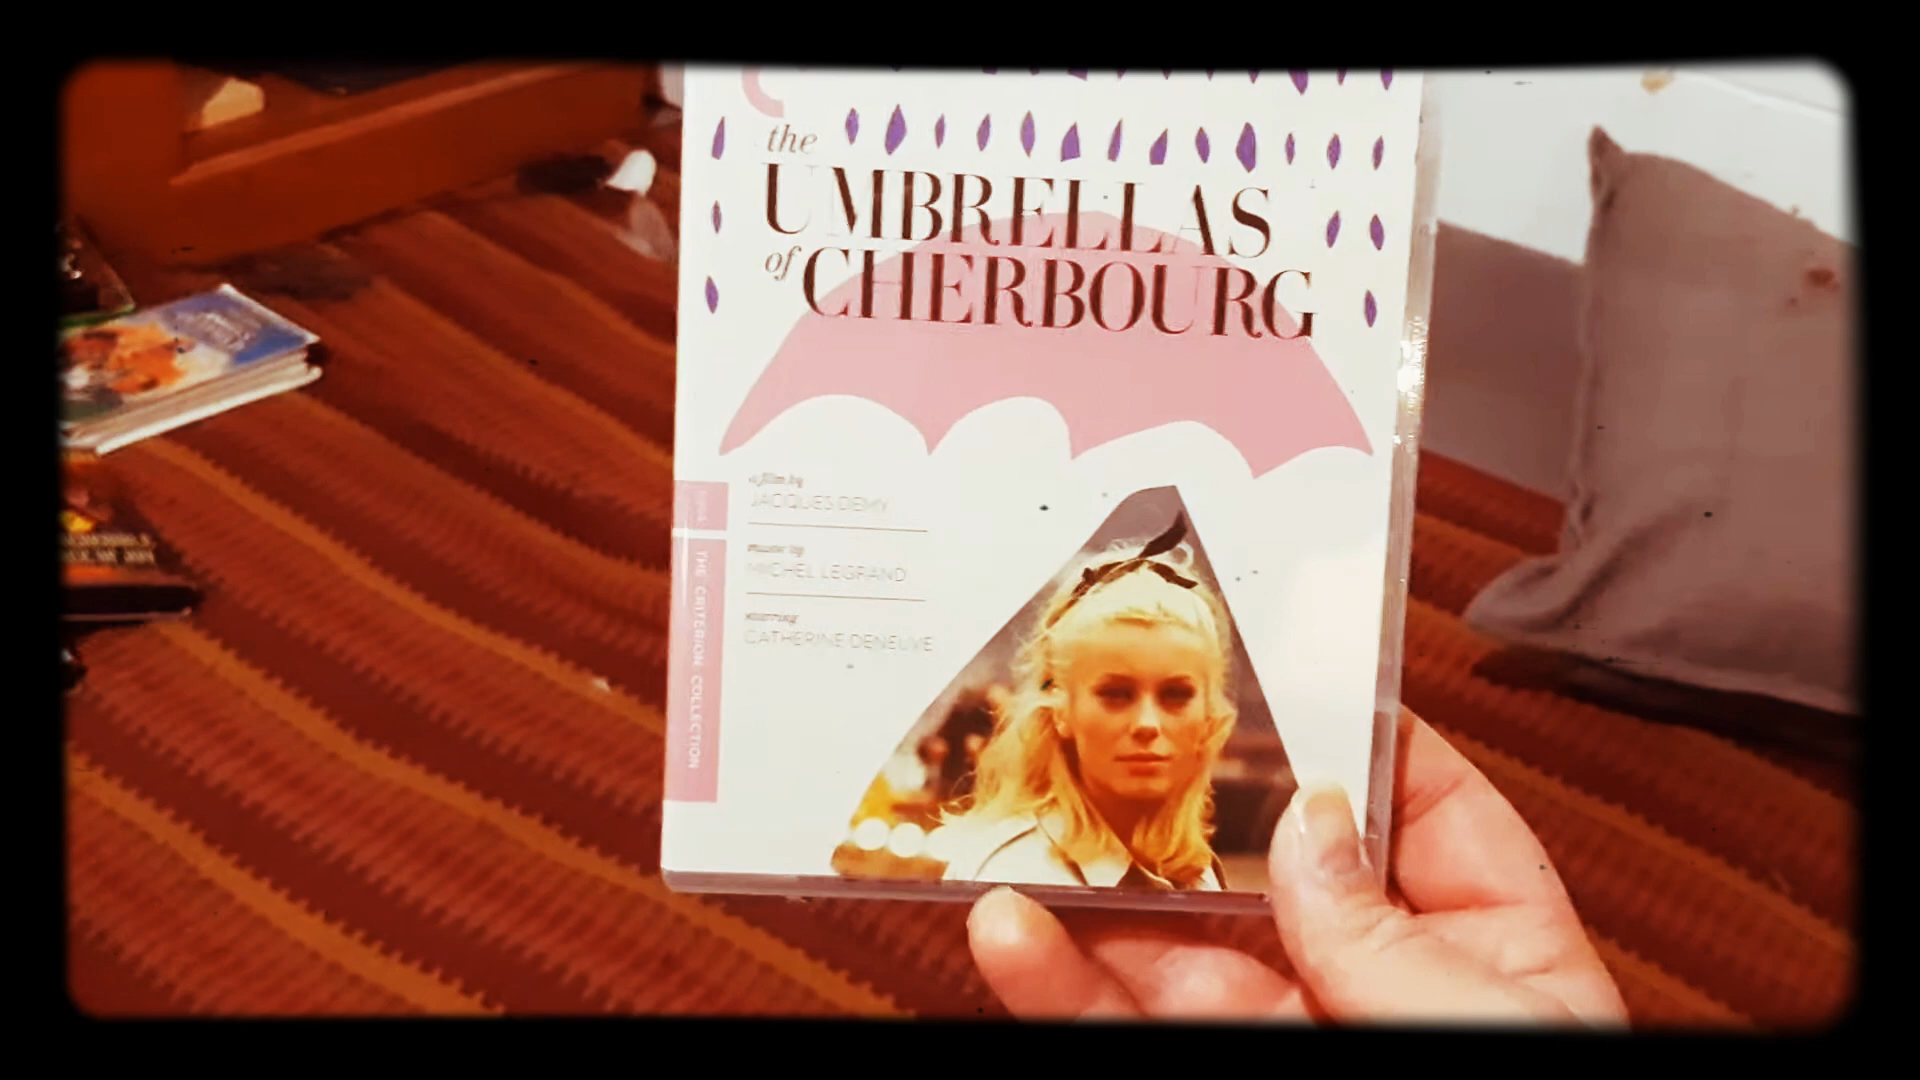 the
UMBRELLAS
of CHERBOURG
a film by
JACQUES DEMY
music by
MICHEL LEGRAND
starring
CATHERINE DENEUVE
THE CRITERION COLLECTION